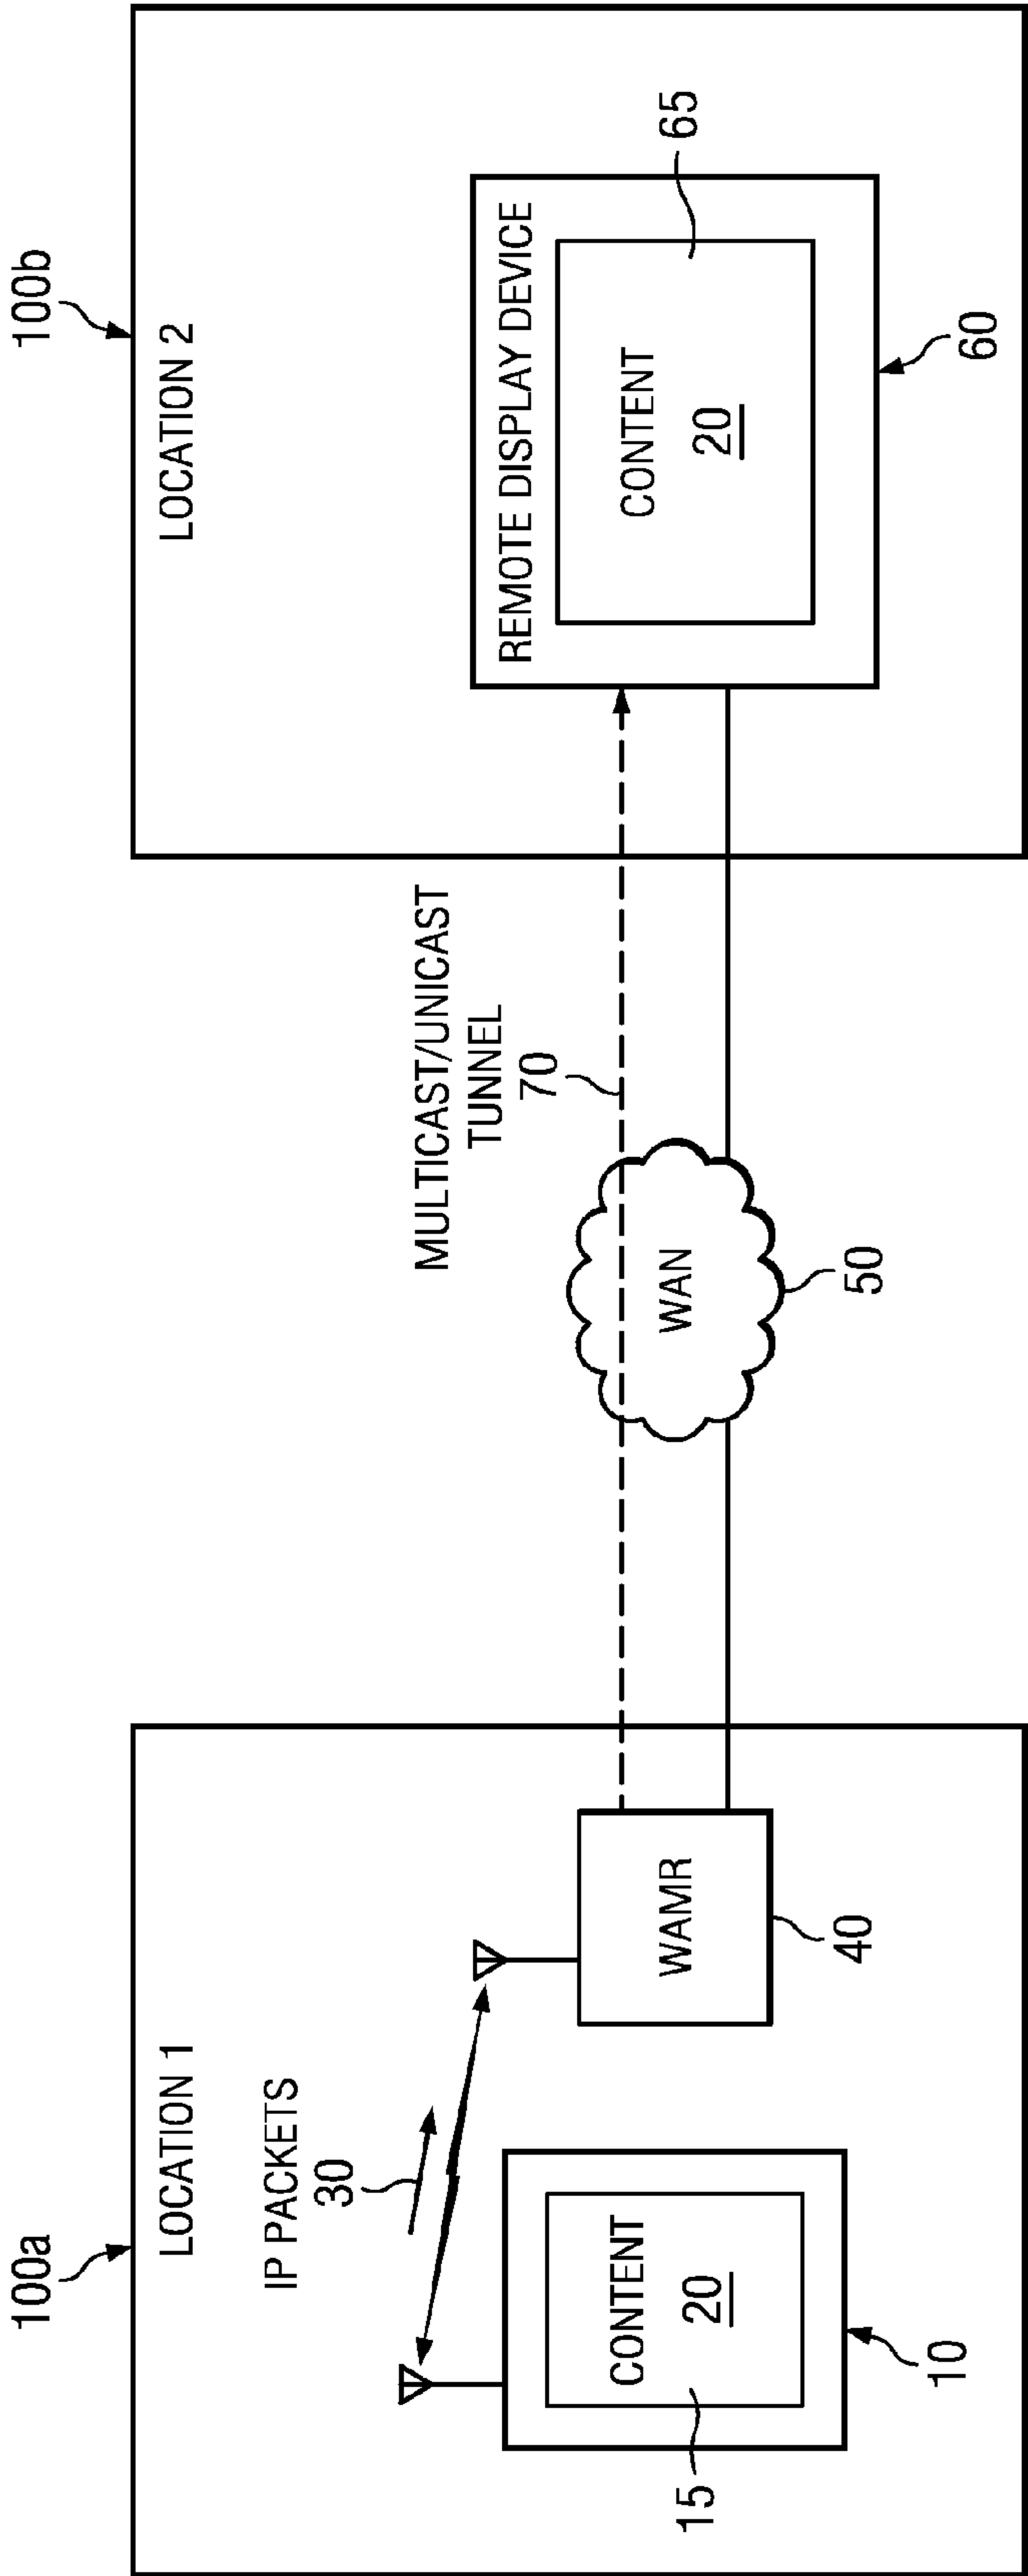 100a
100b
LOCATION 1
LOCATION 2
IP PACKETS
30
MULTICAST/UNICAST
TUNNEL
70
REMOTE DISPLAY DEVICE
CONTENT
20
15
10
WAMR
40
WAN
50
CONTENT
20
65
60